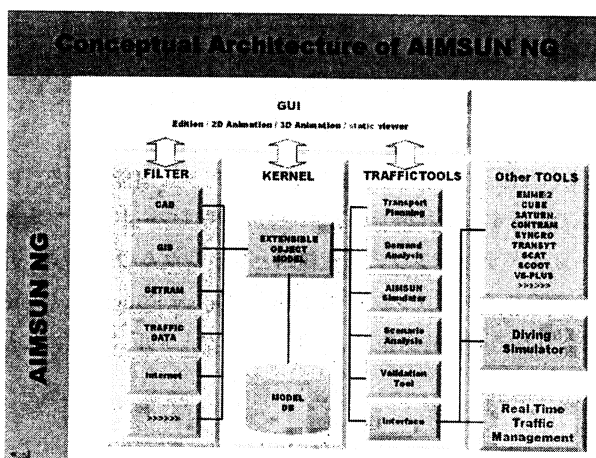 Conceptual Architecture of AIMSUN NG
AIMSUN NG
GUI
Edition / 2D Animation / 3D Animation / static viewer
FILTER
CAD
GIS
GETRAM
TRAFFIC
DATA
Internet
>>>>>>
KERNEL
EXTENSIBLE
OBJECT
MODEL
MODEL
DB
TRAFFICTOOLS
Transport
Planning
Demand
Analysis
AIMSUN
Simulator
Scenario
Analysis
Validation
Tool
Interface
Other TOOLS
EMME-2
CUBE
SATURN
CONTRAM
SYNCRO
TRANSYT
SCAT
SCOOT
VS-PLUS
>>>>>>
Diving
Simulator
Real Time
Traffic
Management